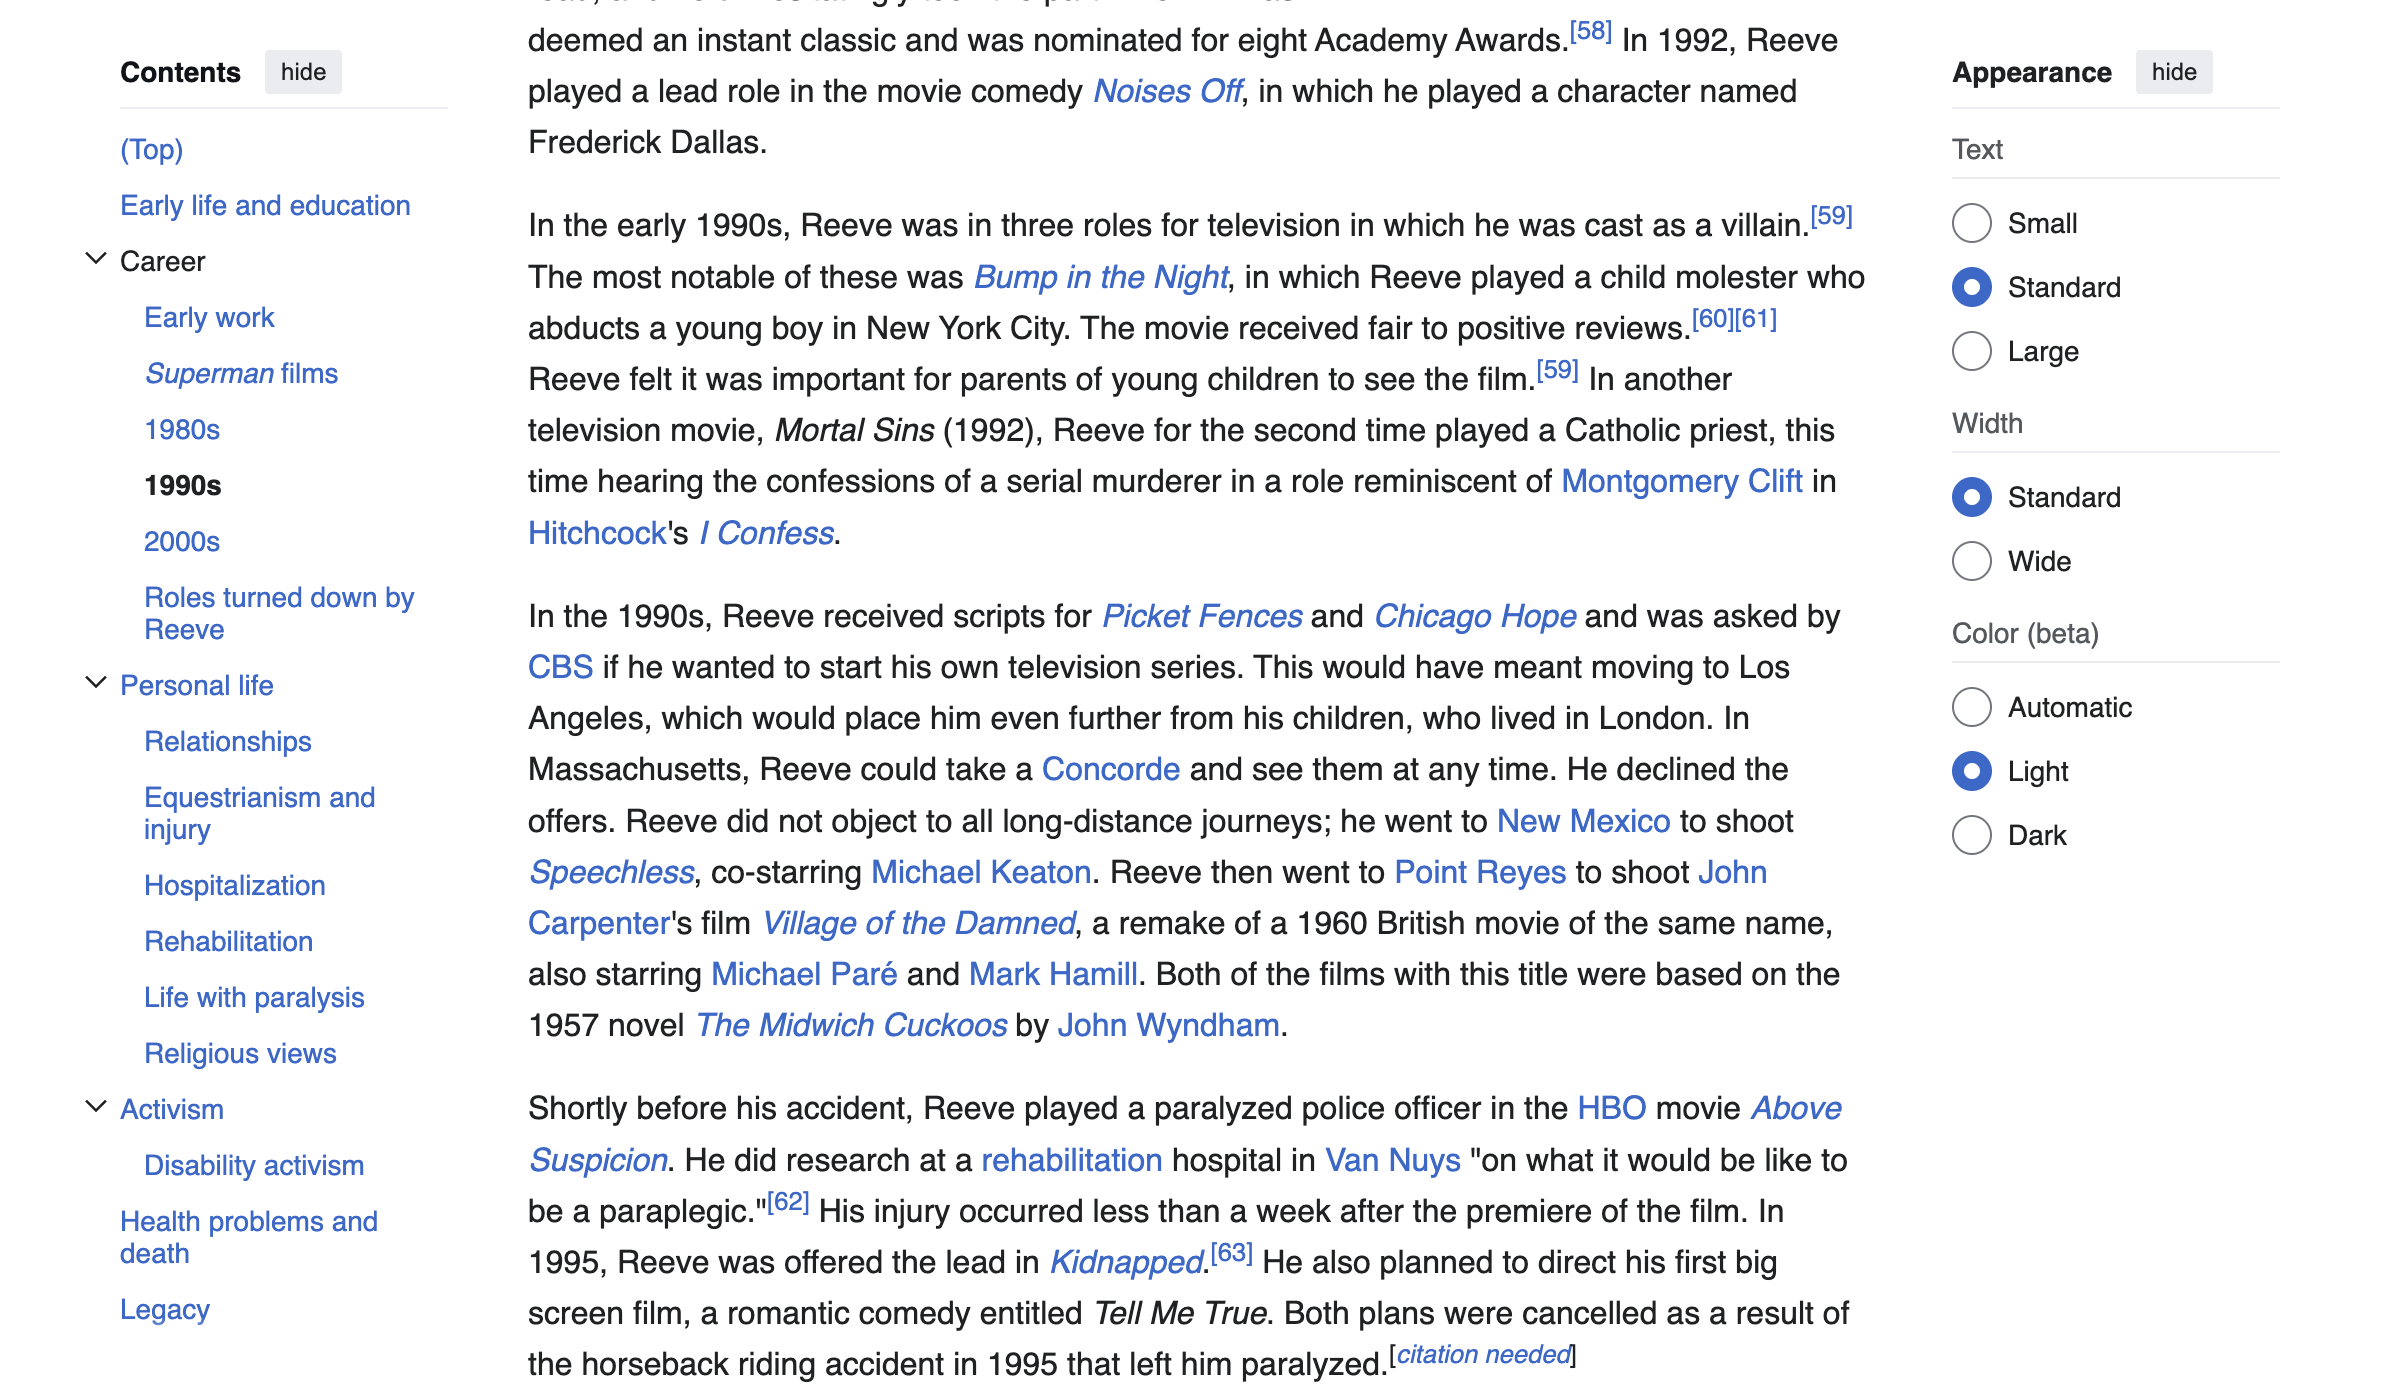 Contents hide
(Top)
Early life and education
Career
Early work
Superman films
1980s
1990s
2000s
Roles turned down by
Reeve
Personal life
Relationships
Equestrianism and
injury
Hospitalization
Rehabilitation
Life with paralysis
Religious views
Activism
Disability activism
Health problems and
death
Legacy
deemed an instant classic and was nominated for eight Academy Awards.[58] In 1992, Reeve
played a lead role in the movie comedy Noises Off, in which he played a character named
Frederick Dallas.
In the early 1990s, Reeve was in three roles for television in which he was cast as a villain.[59]
The most notable of these was Bump in the Night, in which Reeve played a child molester who
abducts a young boy in New York City. The movie received fair to positive reviews.[60][61]
Reeve felt it was important for parents of young children to see the film.[59] In another
television movie, Mortal Sins (1992), Reeve for the second time played a Catholic priest, this
time hearing the confessions of a serial murderer in a role reminiscent of Montgomery Clift in
Hitchcock's I Confess.
In the 1990s, Reeve received scripts for Picket Fences and Chicago Hope and was asked by
CBS if he wanted to start his own television series. This would have meant moving to Los
Angeles, which would place him even further from his children, who lived in London. In
Massachusetts, Reeve could take a Concorde and see them at any time. He declined the
offers. Reeve did not object to all long-distance journeys; he went to New Mexico to shoot
Speechless, co-starring Michael Keaton. Reeve then went to Point Reyes to shoot John
Carpenter's film Village of the Damned, a remake of a 1960 British movie of the same name,
also starring Michael Paré and Mark Hamill. Both of the films with this title were based on the
1957 novel The Midwich Cuckoos by John Wyndham.
Shortly before his accident, Reeve played a paralyzed police officer in the HBO movie Above
Suspicion. He did research at a rehabilitation hospital in Van Nuys "on what it would be like to
be a paraplegic."[62] His injury occurred less than a week after the premiere of the film. In
1995, Reeve was offered the lead in Kidnapped.[63] He also planned to direct his first big
screen film, a romantic comedy entitled Tell Me True. Both plans were cancelled as a result of
the horseback riding accident in 1995 that left him paralyzed.[citation needed]
Appearance hide
Text
Small
Standard
Large
Width
Standard
Wide
Color (beta)
Automatic
Light
Dark